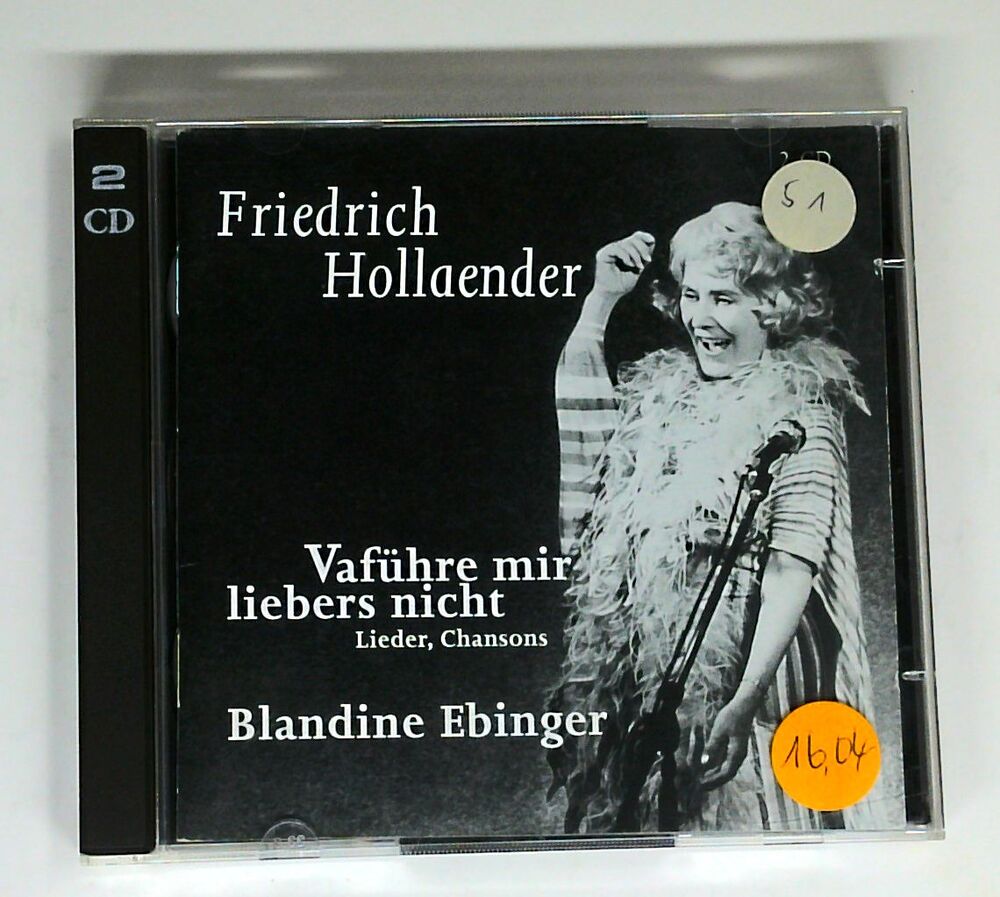 2
CD
Friedrich
Hollaender
51
Vaführe mir
liebers nicht
Lieder, Chansons
Blandine Ebinger
16,04